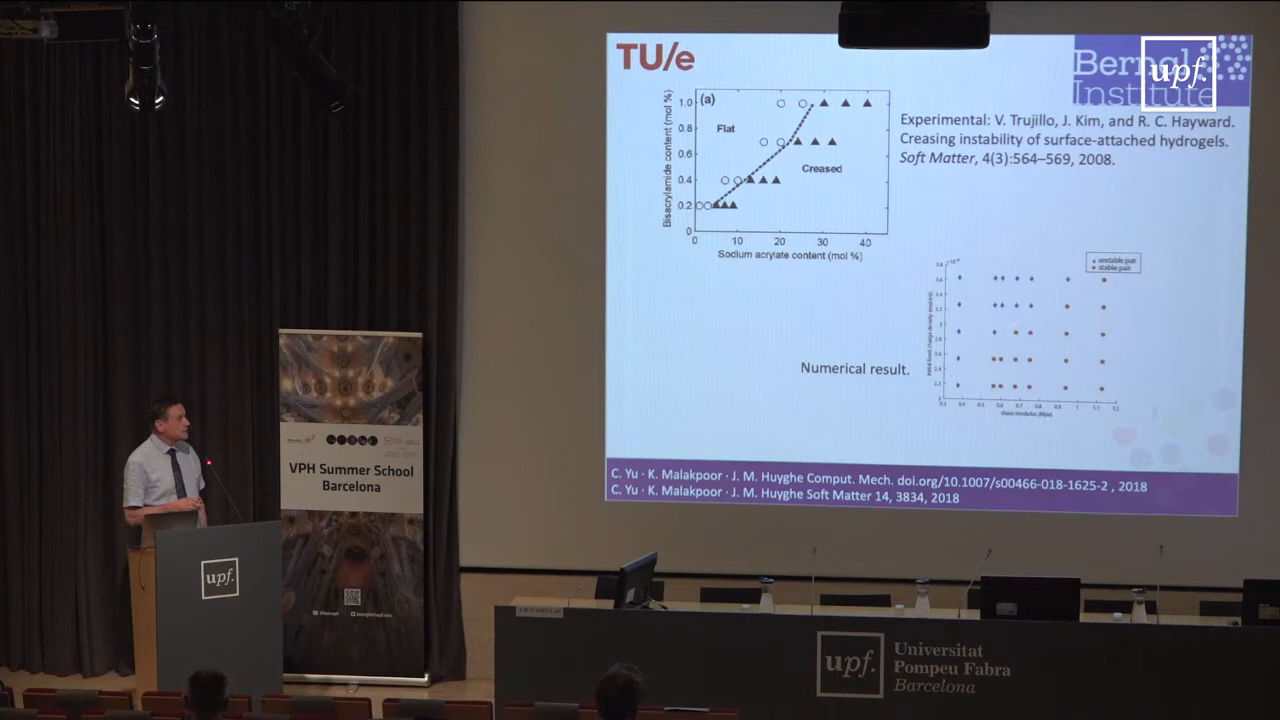 TU/e
Bernal
Institute
upf.
(a)
Flat
Creased
Bisacrylamide content (mol %)
1.0
0.8
0.6
0.4
0.2
0
0
10
20
30
40
Sodium acrylate content (mol %)
Experimental: V. Trujillo, J. Kim, and R. C. Hayward.
Creasing instability of surface-attached hydrogels.
Soft Matter, 4(3):564–569, 2008.
unstable pair
stable pair
shear modulus (Mpa)
Numerical result.
C. Yu · K. Malakpoor · J. M. Huyghe Comput. Mech. doi.org/10.1007/s00466-018-1625-2 , 2018
C. Yu · K. Malakpoor · J. M. Huyghe Soft Matter 14, 3834, 2018
VPH Summer School
Barcelona
upf.
upf.
Universitat
Pompeu Fabra
Barcelona